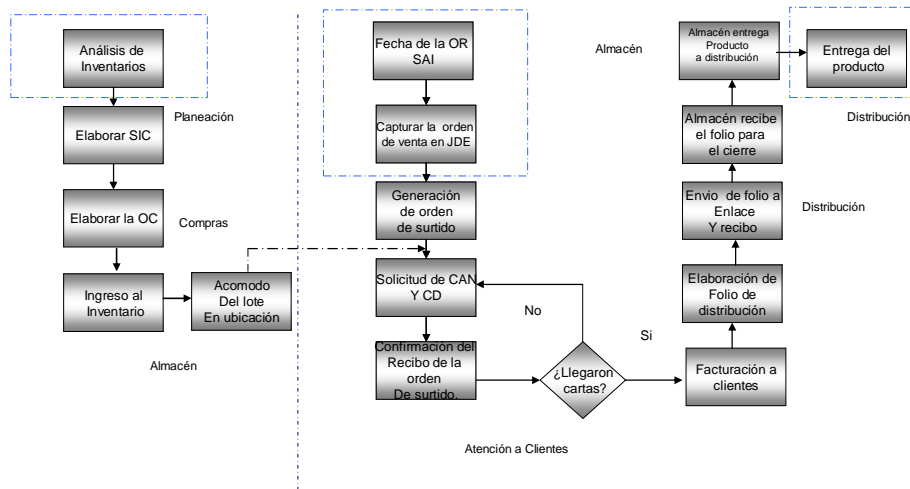 Análisis de
Inventarios
Planeación
Elaborar SIC
Elaborar la OC
Compras
Ingreso al
Inventario
Acomodo
Del lote
En ubicación
Almacén
Fecha de la OR
SAI
Capturar la orden
de venta en JDE
Generación
de orden
de surtido
Solicitud de CAN
Y CD
Confirmación del
Recibo de la
orden
De surtido.
¿Llegaron
cartas?
No
Si
Atención a Clientes
Facturación a
clientes
Elaboración de
Folio de
distribución
Envio de folio a
Enlace
Y recibo
Distribución
Almacén recibe
el folio para
el cierre
Almacén
Almacén entrega
Producto
a distribución
Entrega del
producto
Distribución